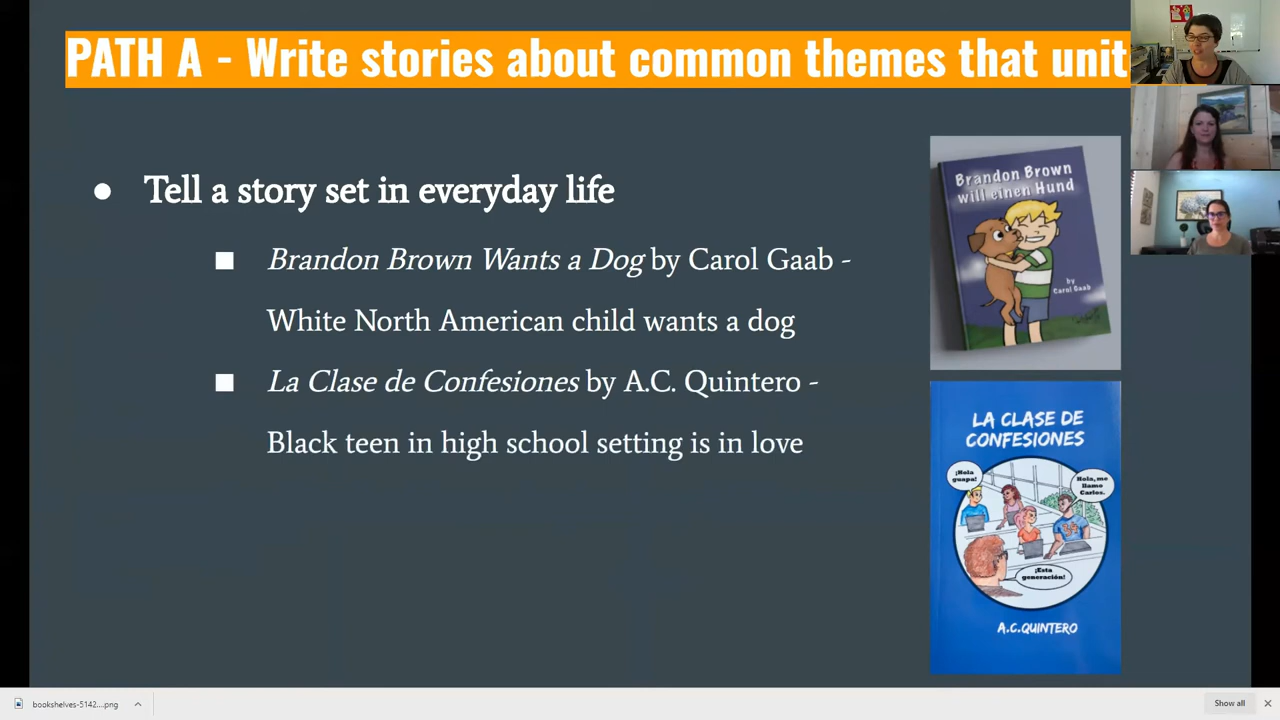 PATH A - Write stories about common themes that unit
Tell a story set in everyday life
Brandon Brown Wants a Dog by Carol Gaab -
White North American child wants a dog
La Clase de Confesiones by A.C. Quintero -
Black teen in high school setting is in love
Brandon Brown
will einen Hund
by
Carol Gaab
LA CLASE DE
CONFESIONES
¡Hola
guapa!
Hola, me
llamo
Carlos.
¡Esta
generación!
A.C.QUINTERO
bookshelves-5142....png
Show all